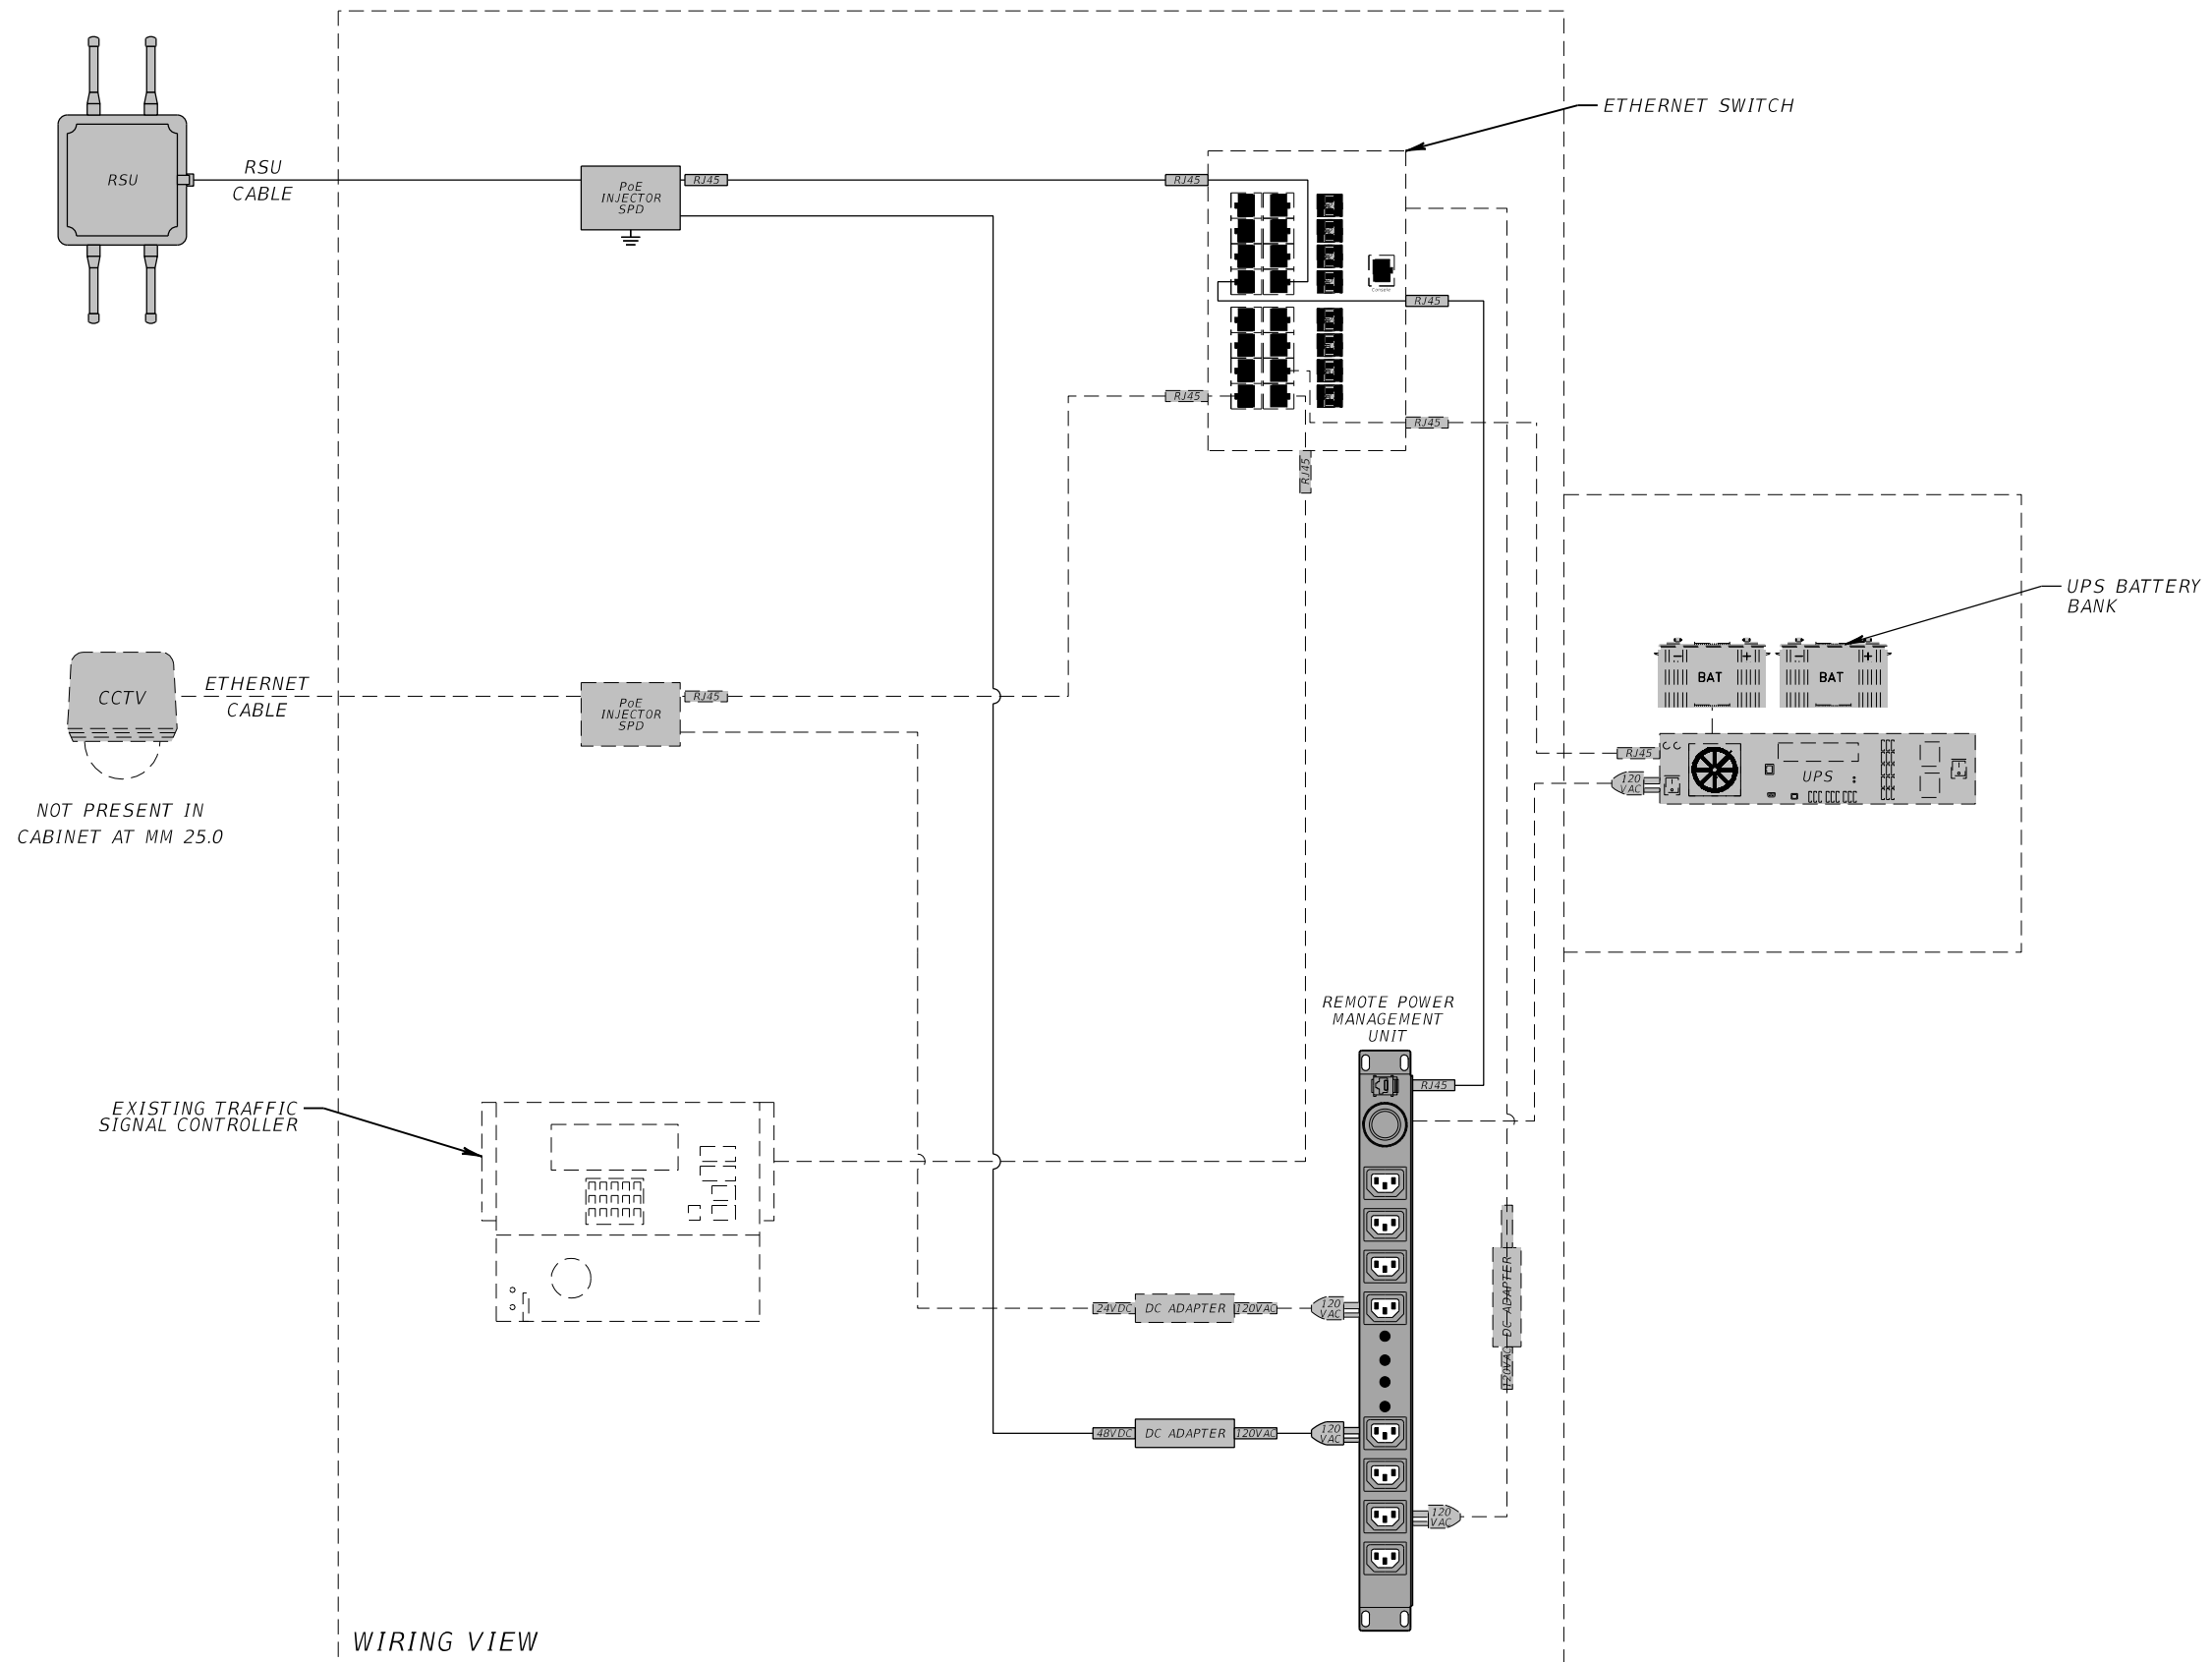 ETHERNET SWITCH
RSU
CABLE
RSU
PoE
INJECTOR
SPD
RJ45
RJ45
Console
RJ45
RJ45
RJ45
RJ45
UPS BATTERY
BANK
BAT
BAT
ETHERNET
CABLE
CCTV
PoE
INJECTOR
SPD
RJ45
RJ45
UPS
120
VAC
NOT PRESENT IN
CABINET AT MM 25.0
REMOTE POWER
MANAGEMENT
UNIT
RJ45
EXISTING TRAFFIC
SIGNAL CONTROLLER
24VDC
DC ADAPTER
120VAC
120
VAC
DC ADAPTER
120VAC
48VDC
DC ADAPTER
120VAC
120
VAC
120
VAC
WIRING VIEW